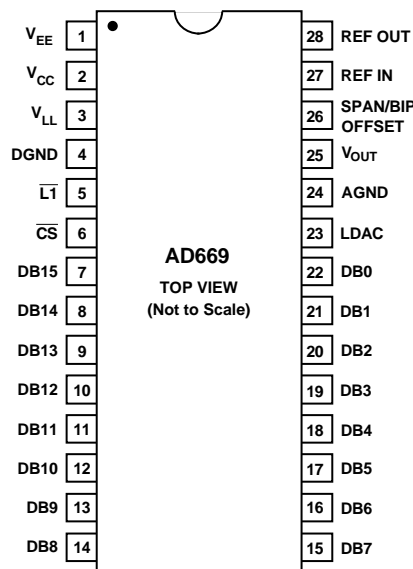 V_EE 1 28 REF OUT
V_CC 2 27 REF IN
V_LL 3 26 SPAN/BIP OFFSET
DGND 4 25 V_OUT
L̅1̅ 5 24 AGND
C̅S̅ 6 23 LDAC
DB15 7 22 DB0
DB14 8 21 DB1
DB13 9 20 DB2
DB12 10 19 DB3
DB11 11 18 DB4
DB10 12 17 DB5
DB9 13 16 DB6
DB8 14 15 DB7
AD669
TOP VIEW
(Not to Scale)